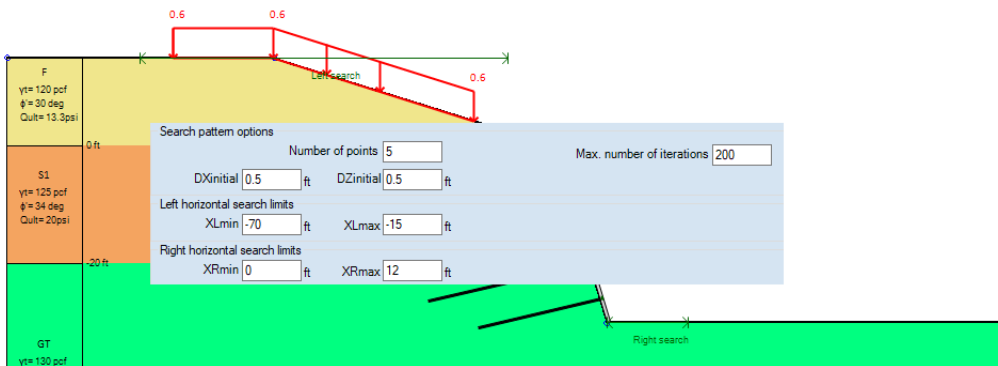 0.6 0.6
Left search
0.6
F
γt= 120 pcf
ϕ'= 30 deg
Qult= 13.3psi
0 ft
S1
γt= 125 pcf
ϕ'= 34 deg
Qult= 20psi
-20 ft
GT
γt= 130 pcf
Search pattern options
Number of points 5
Max. number of iterations 200
DXinitial 0.5 ft DZinitial 0.5 ft
Left horizontal search limits
XLmin -70 ft XLmax -15 ft
Right horizontal search limits
XRmin 0 ft XRmax 12 ft
Right search